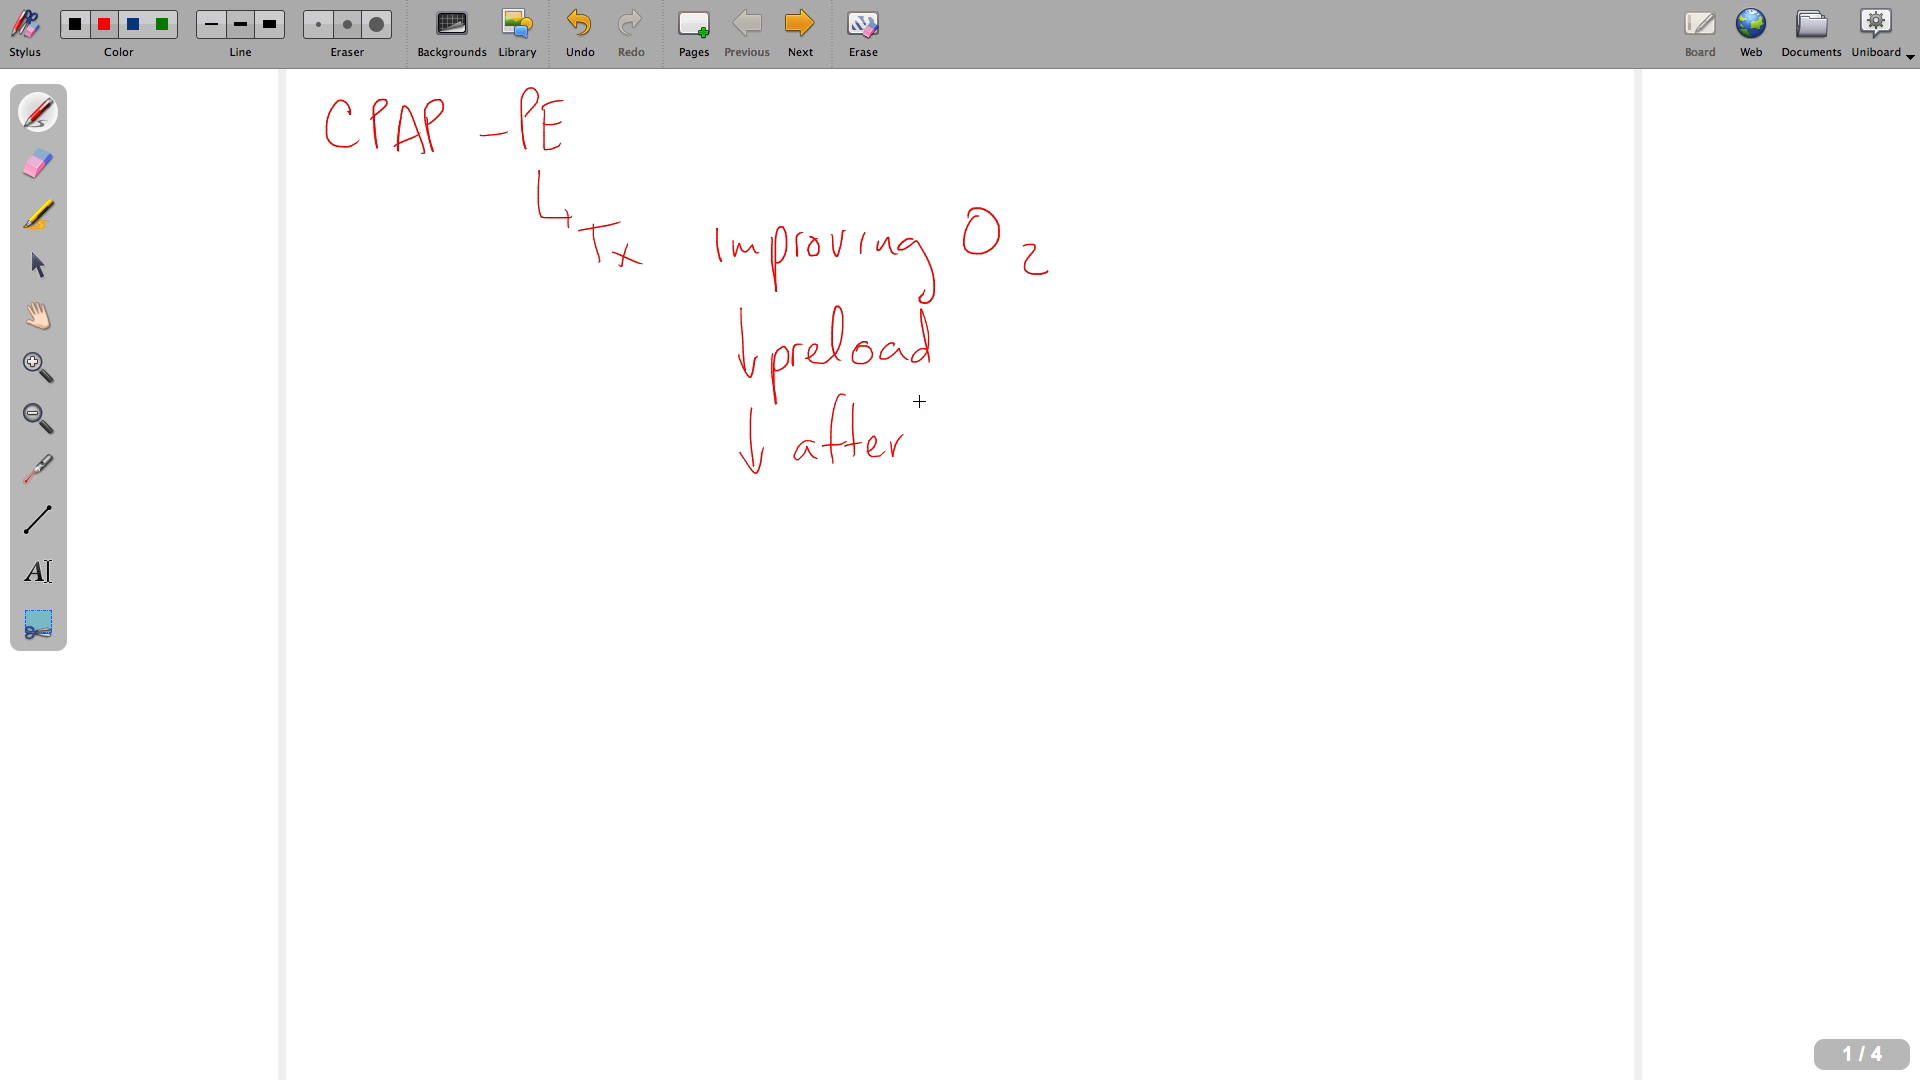 Stylus Color Line Eraser Backgrounds Library Undo Redo Pages Previous Next Erase Board Web Documents Uniboard
CPAP - PE
Tx improving O2
↓ preload
↓ after
A
1 / 4